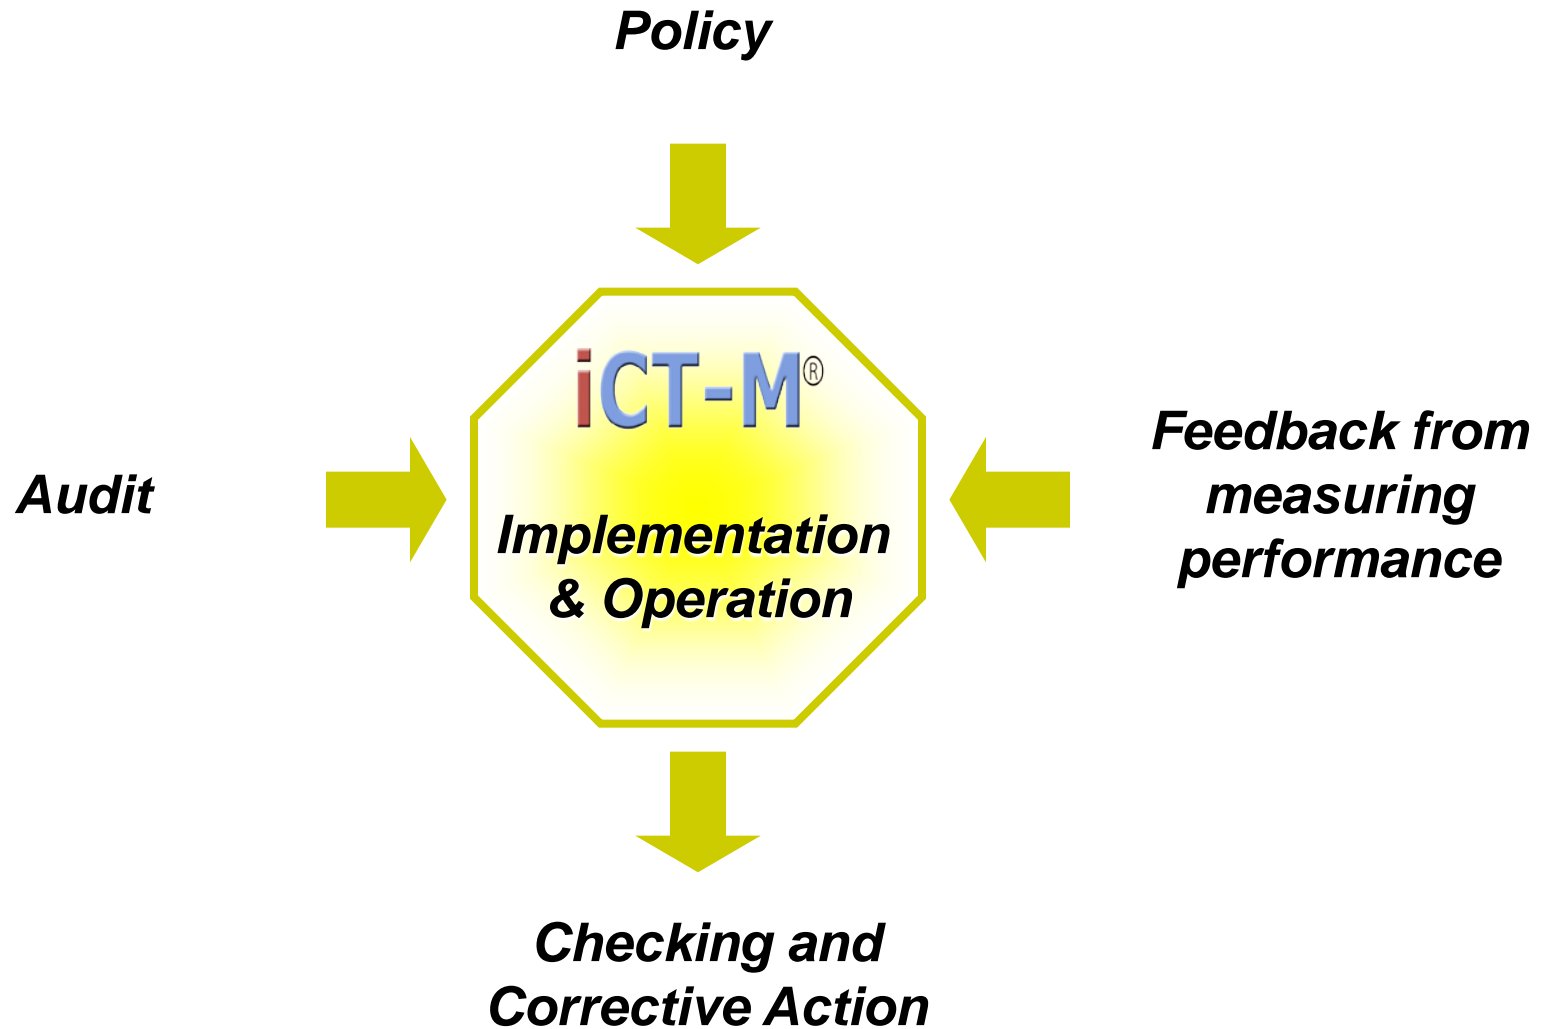 Policy
iCT-M®
Audit
Implementation
& Operation
Feedback from
measuring
performance
Checking and
Corrective Action